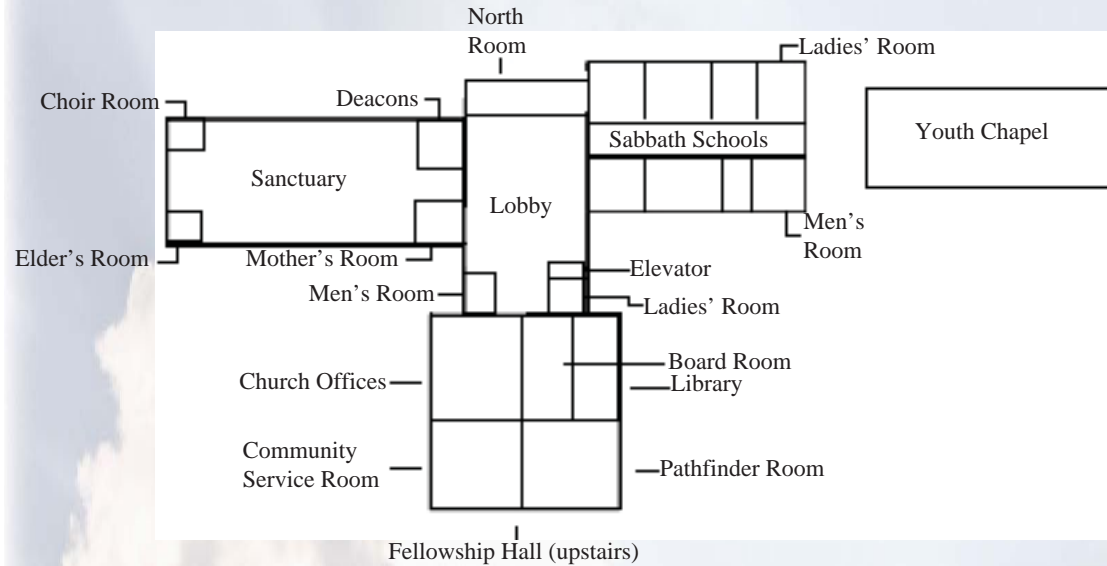 North
Room
Ladies' Room
Choir Room
Deacons
Youth Chapel
Sabbath Schools
Sanctuary
Lobby
Men's
Room
Elder's Room
Mother's Room
Elevator
Men's Room
Ladies' Room
Board Room
Church Offices
Library
Community
Service Room
Pathfinder Room
Fellowship Hall (upstairs)